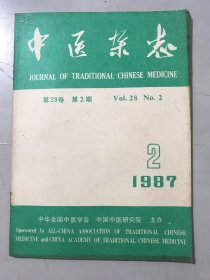 中医杂志
JOURNAL OF TRADITIONAL CHINESE MEDICINE
第28卷 第2期 Vol.28 No.2
2
1987
中华全国中医学会 中国中医研究院 主办
Sponsored by ALL-CHINA ASSOCIATION OF TRADITIONAL CHINESE
MEDICINE and CHINA ACADEMY OF TRADITIONAL CHINESE MEDICINE